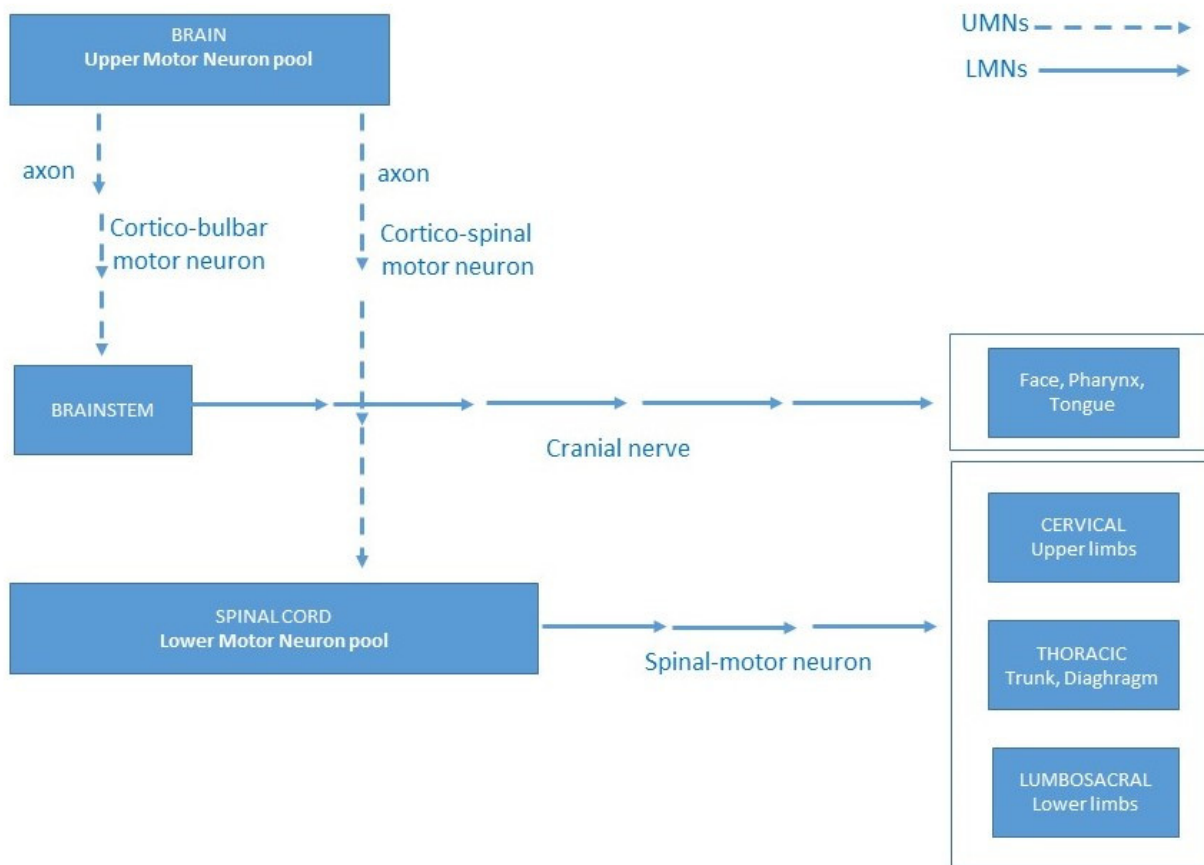 BRAIN
Upper Motor Neuron pool
UMNs
LMNs
axon
axon
Cortico-bulbar
motor neuron
Cortico-spinal
motor neuron
BRAINSTEM
Face, Pharynx,
Tongue
Cranial nerve
CERVICAL
Upper limbs
SPINAL CORD
Lower Motor Neuron pool
Spinal-motor neuron
THORACIC
Trunk, Diaphragm
LUMBOSACRAL
Lower limbs